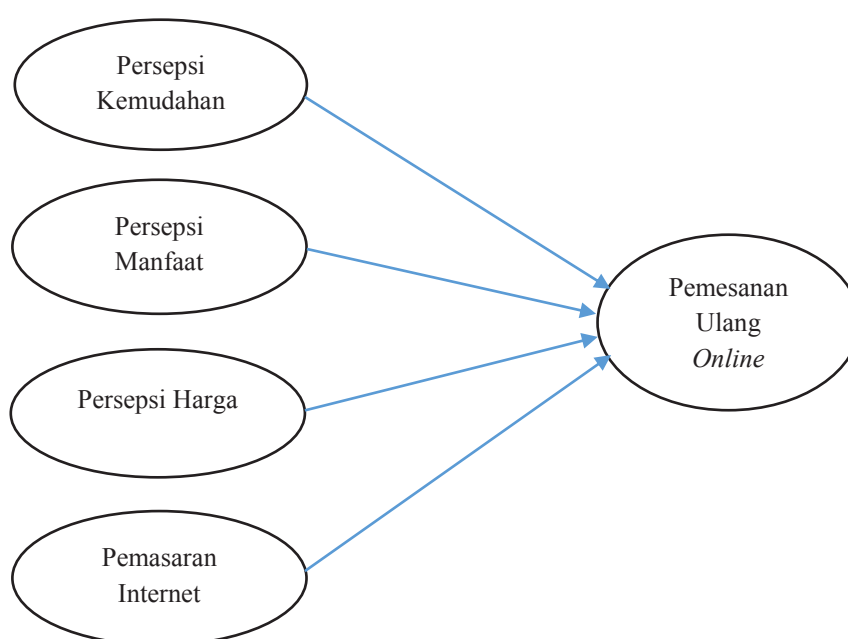 Persepsi
Kemudahan
Persepsi
Manfaat
Persepsi Harga
Pemasaran
Internet
Pemesanan
Ulang
Online